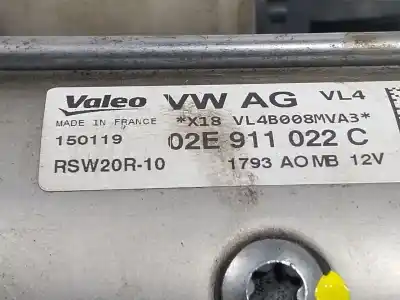 Valeo VW AG VL4
MADE IN FRANCE *X18 VL4B008MVA3*
150119 02E 911 022 C
RSW20R-10 1793 AOMB 12V